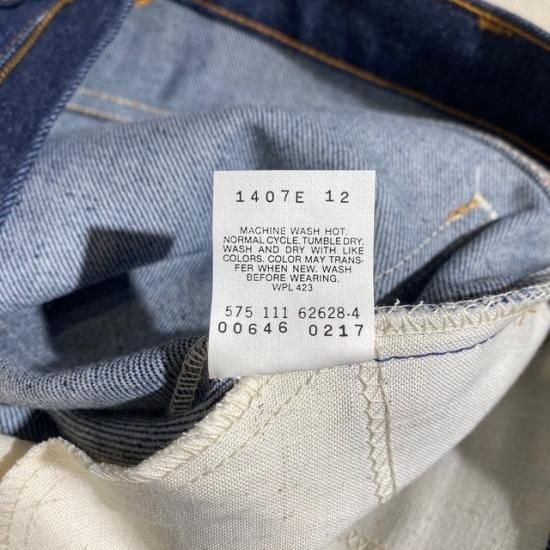 1407E 12
MACHINE WASH HOT.
NORMAL CYCLE. TUMBLE DRY.
WASH AND DRY WITH LIKE
COLORS. COLOR MAY TRANS-
FER WHEN NEW. WASH
BEFORE WEARING.
WPL 423
575 111 62628-4
00646 0217